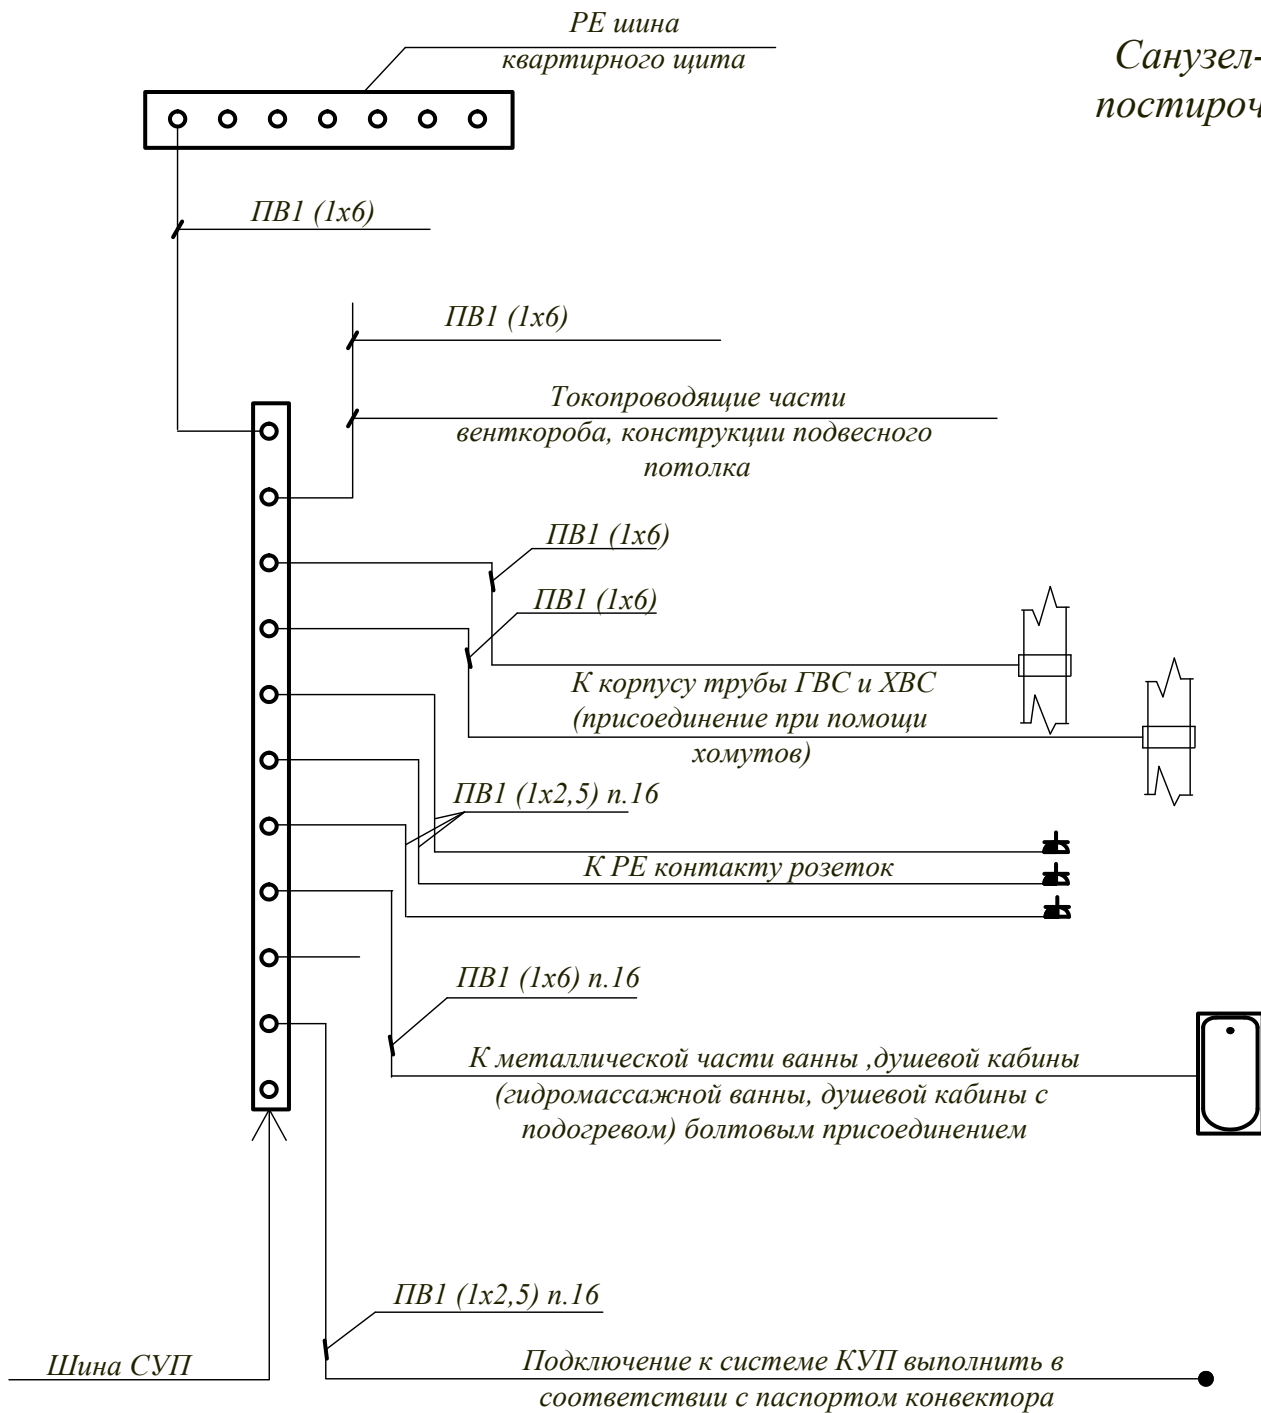 РЕ шина
квартирного щита
Санузел-
постироч
ПВ1 (1х6)
ПВ1 (1х6)
Токопроводящие части
венткороба, конструкции подвесного
потолка
ПВ1 (1х6)
ПВ1 (1х6)
К корпусу трубы ГВС и ХВС
(присоединение при помощи
хомутов)
ПВ1 (1х2,5) п.16
К РЕ контакту розеток
ПВ1 (1х6) п.16
К металлической части ванны ,душевой кабины
(гидромассажной ванны, душевой кабины с
подогревом) болтовым присоединением
ПВ1 (1х2,5) п.16
Шина СУП
Подключение к системе КУП выполнить в
соответствии с паспортом конвектора